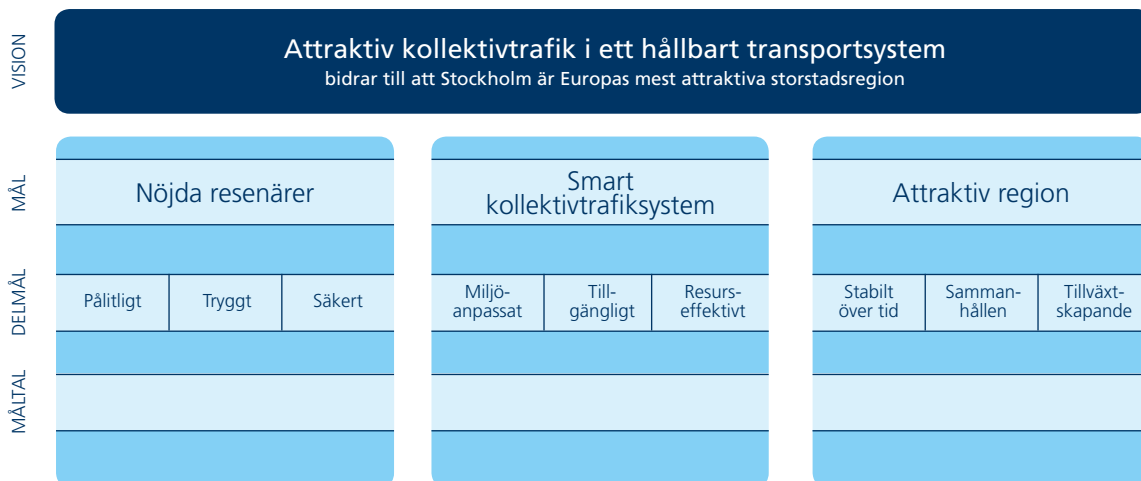 VISION
Attraktiv kollektivtrafik i ett hållbart transportsystem
bidrar till att Stockholm är Europas mest attraktiva storstadsregion
MÅL
Nöjda resenärer
Smart
kollektivtrafiksystem
Attraktiv region
DELMÅL
Pålitligt
Tryggt
Säkert
Miljö-
anpassat
Till-
gängligt
Resurs-
effektivt
Stabilt
över tid
Samman-
hållen
Tillväxt-
skapande
MÅLTAL